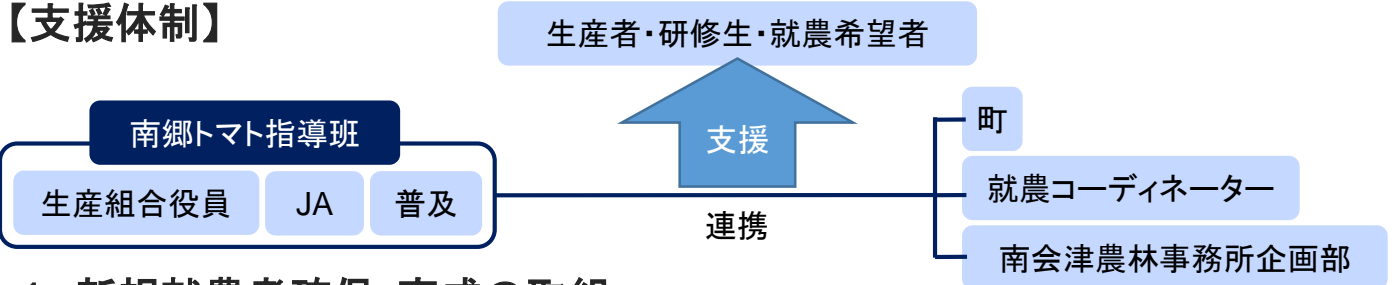 【支援体制】
生産者・研修生・就農希望者
南郷トマト指導班
支援
町
生産組合役員
JA
普及
就農コーディネーター
連携
南会津農林事務所企画部